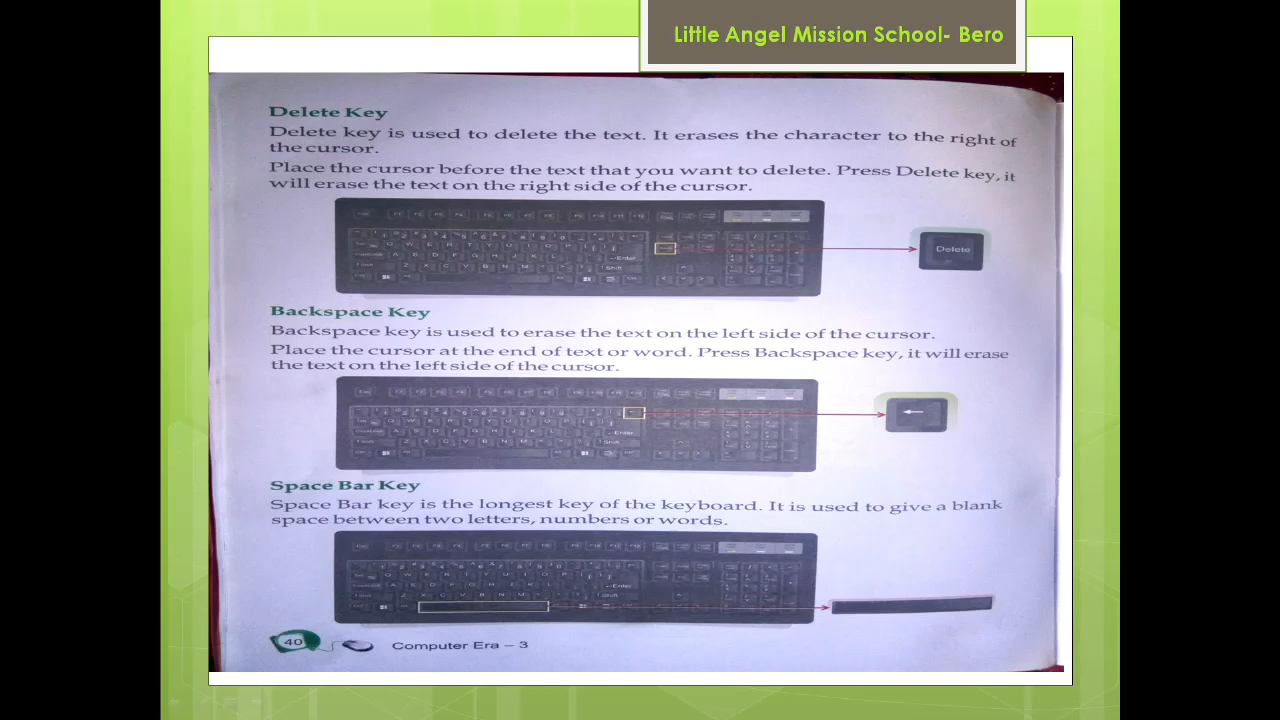 Little Angel Mission School- Bero
Delete Key
Delete key is used to delete the text. It erases the character to the right of
the cursor.
Place the cursor before the text that you want to delete. Press Delete key, it
will erase the text on the right side of the cursor.
Delete
Backspace Key
Backspace key is used to erase the text on the left side of the cursor.
Place the cursor at the end of text or word. Press Backspace key, it will erase
the text on the left side of the cursor.
Space Bar Key
Space Bar key is the longest key of the keyboard. It is used to give a blank
space between two letters, numbers or words.
40 Computer Era – 3